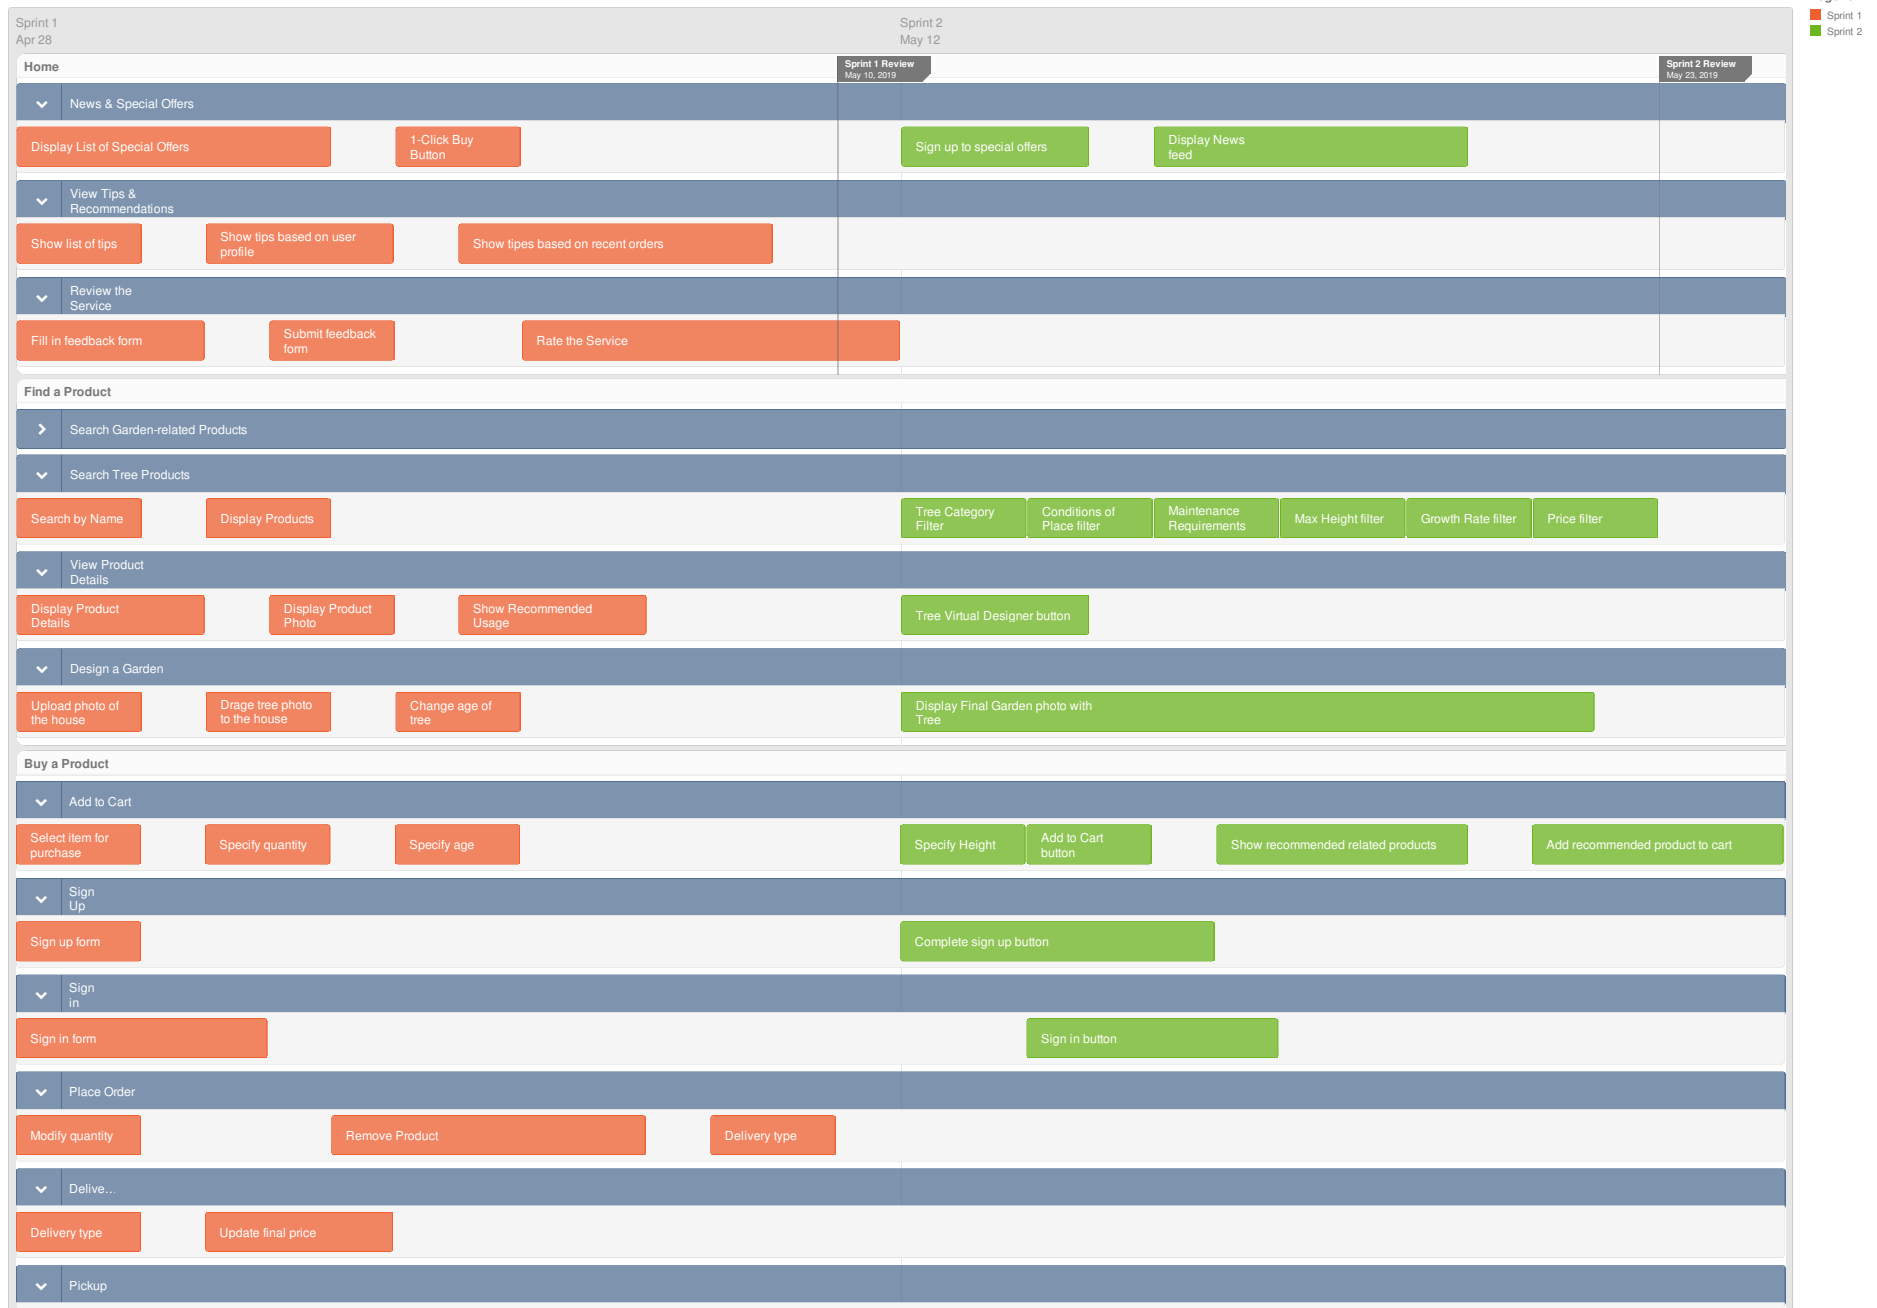 Sprint 1
Apr 28
Sprint 2
May 12
Sprint 1
Sprint 2
Home
Sprint 1 Review
May 10, 2019
Sprint 2 Review
May 23, 2019
News & Special Offers
Display List of Special Offers
1-Click Buy
Button
Sign up to special offers
Display News
feed
View Tips &
Recommendations
Show list of tips
Show tips based on user
profile
Show tipes based on recent orders
Review the
Service
Fill in feedback form
Submit feedback
form
Rate the Service
Find a Product
Search Garden-related Products
Search Tree Products
Search by Name
Display Products
Tree Category
Filter
Conditions of
Place filter
Maintenance
Requirements
Max Height filter
Growth Rate filter
Price filter
View Product
Details
Display Product
Details
Display Product
Photo
Show Recommended
Usage
Tree Virtual Designer button
Design a Garden
Upload photo of
the house
Drage tree photo
to the house
Change age of
tree
Display Final Garden photo with
Tree
Buy a Product
Add to Cart
Select item for
purchase
Specify quantity
Specify age
Specify Height
Add to Cart
button
Show recommended related products
Add recommended product to cart
Sign
Up
Sign up form
Complete sign up button
Sign
in
Sign in form
Sign in button
Place Order
Modify quantity
Remove Product
Delivery type
Delive...
Delivery type
Update final price
Pickup